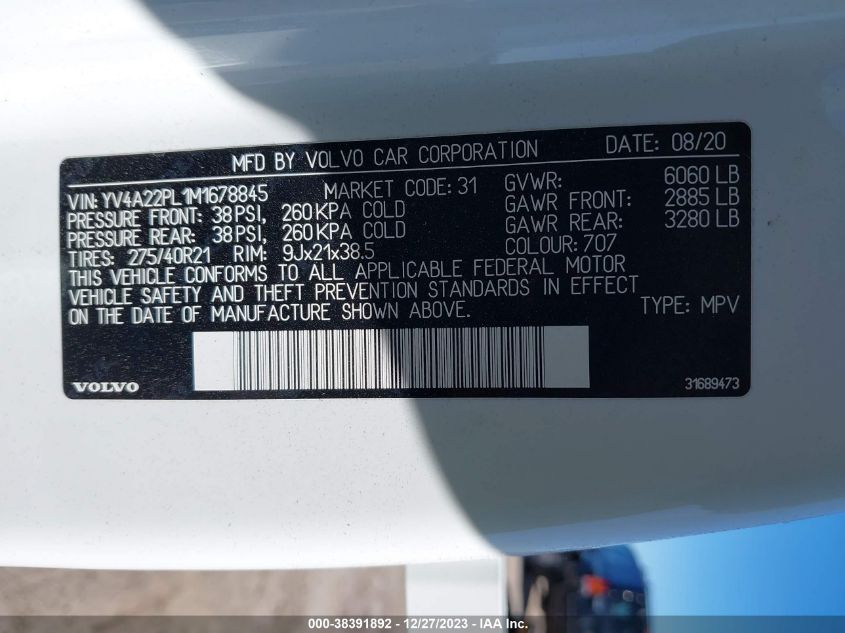 MFD BY VOLVO CAR CORPORATION DATE: 08/20
VIN: YV4A22PL1M1678845 MARKET CODE: 31 GVWR: 6060 LB
PRESSURE FRONT: 38 PSI, 260 KPA COLD GAWR FRONT: 2885 LB
PRESSURE REAR: 38 PSI, 260 KPA COLD GAWR REAR: 3280 LB
TIRES: 275/40R21 RIM: 9Jx21x38.5 COLOUR: 707
THIS VEHICLE CONFORMS TO ALL APPLICABLE FEDERAL MOTOR
VEHICLE SAFETY AND THEFT PREVENTION STANDARDS IN EFFECT
ON THE DATE OF MANUFACTURE SHOWN ABOVE. TYPE: MPV
VOLVO 31689473
000-38391892 - 12/27/2023 - IAA Inc.